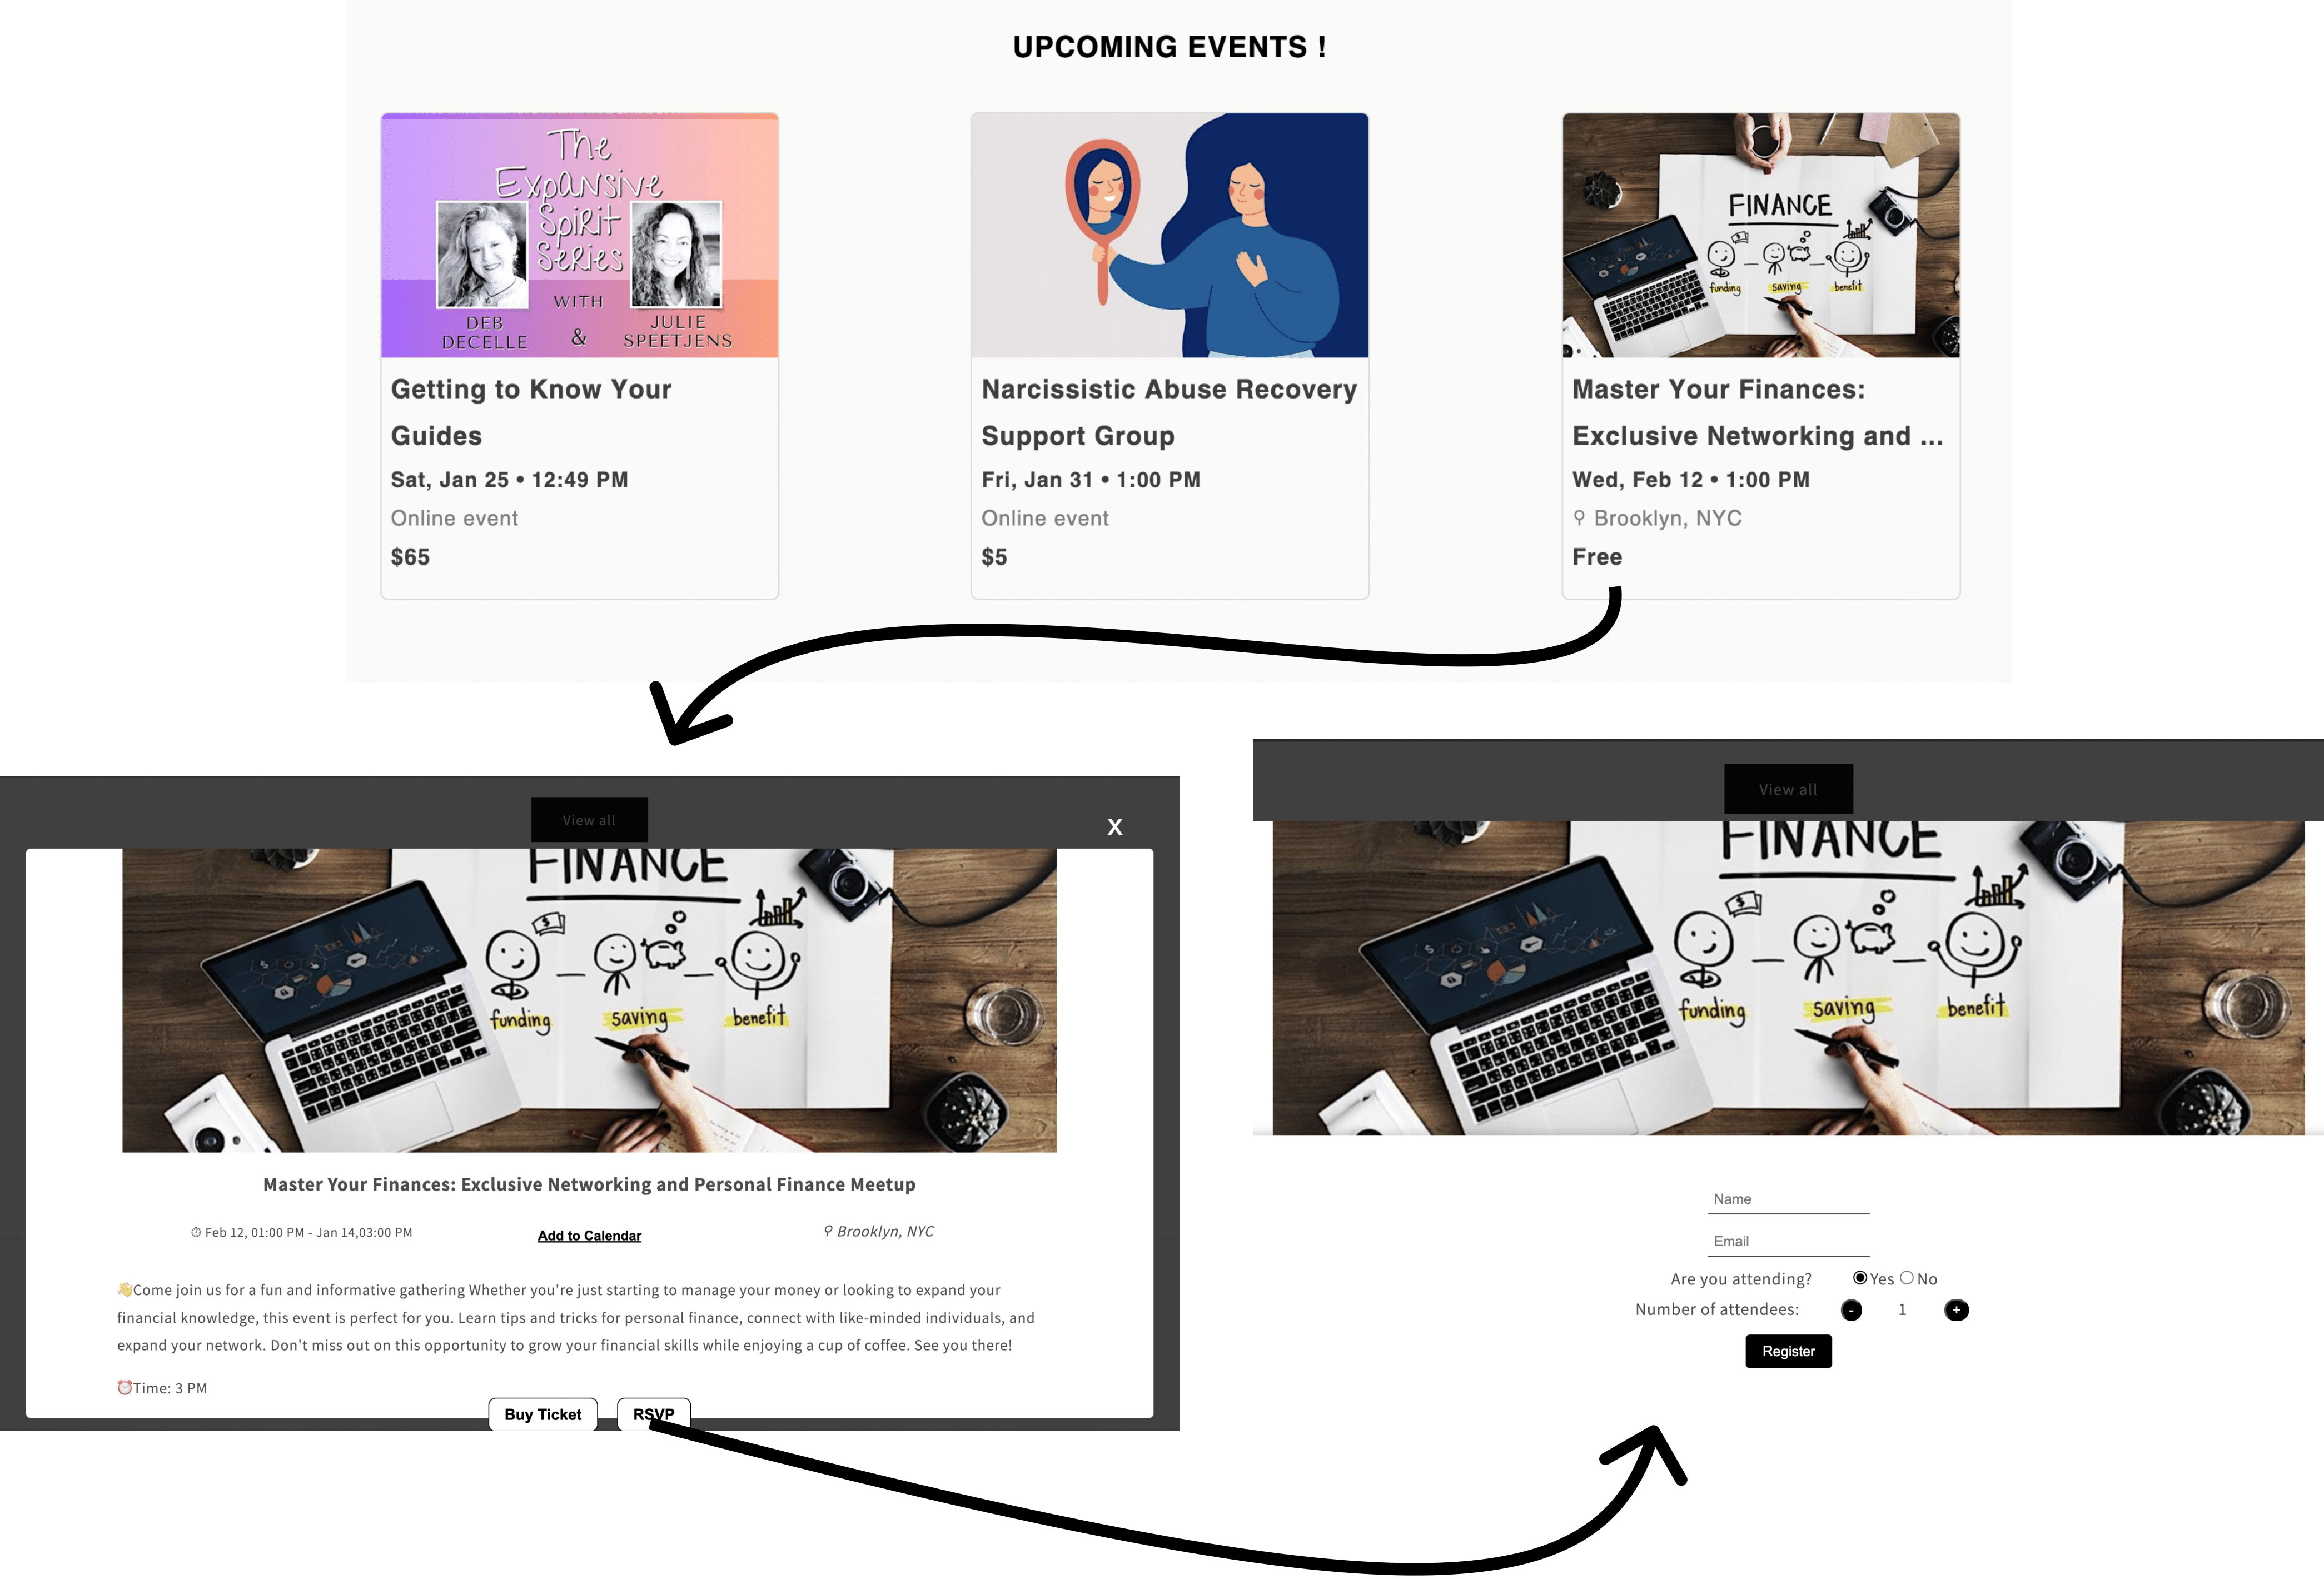 UPCOMING EVENTS !
The
Expansive
Spirit
Series
WITH
&
DEB
DECELLE
JULIE
SPEETJENS
FINANCE
funding
saving
benefit
Getting to Know Your
Guides
Sat, Jan 25 • 12:49 PM
Online event
$65
Narcissistic Abuse Recovery
Support Group
Fri, Jan 31 • 1:00 PM
Online event
$5
Master Your Finances:
Exclusive Networking and ...
Wed, Feb 12 • 1:00 PM
Brooklyn, NYC
Free
View all
X
FINANCE
funding
saving
benefit
Master Your Finances: Exclusive Networking and Personal Finance Meetup
⏱ Feb 12, 01:00 PM - Jan 14,03:00 PM
Add to Calendar
Brooklyn, NYC
👋Come join us for a fun and informative gathering Whether you're just starting to manage your money or looking to expand your
financial knowledge, this event is perfect for you. Learn tips and tricks for personal finance, connect with like-minded individuals, and
expand your network. Don't miss out on this opportunity to grow your financial skills while enjoying a cup of coffee. See you there!
⏰Time: 3 PM
Buy Ticket
RSVP
View all
FINANCE
funding
saving
benefit
Name
Email
Are you attending? Yes No
Number of attendees: - 1 +
Register